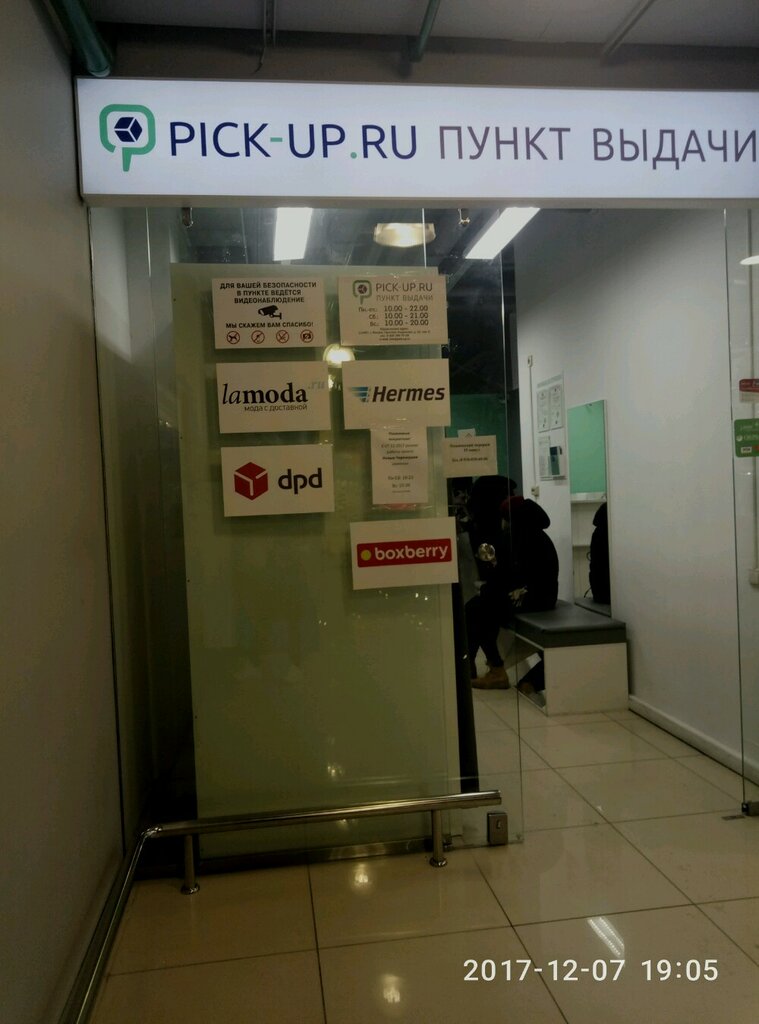 PICK-UP.RU ПУНКТ ВЫДАЧИ
ДЛЯ ВАШЕЙ БЕЗОПАСНОСТИ
В ПУНКТЕ ВЕДЁТСЯ
ВИДЕОНАБЛЮДЕНИЕ
МЫ СКАЖЕМ ВАМ СПАСИБО!
PICK-UP.RU
ПУНКТ ВЫДАЧИ
Пн.-пт.: 10.00 - 22.00
Сб.: 10.00 - 21.00
Вс.: 10.00 - 20.00
lamoda.ru
мода с доставкой
Hermes
dpd
boxberry
2017-12-07 19:05